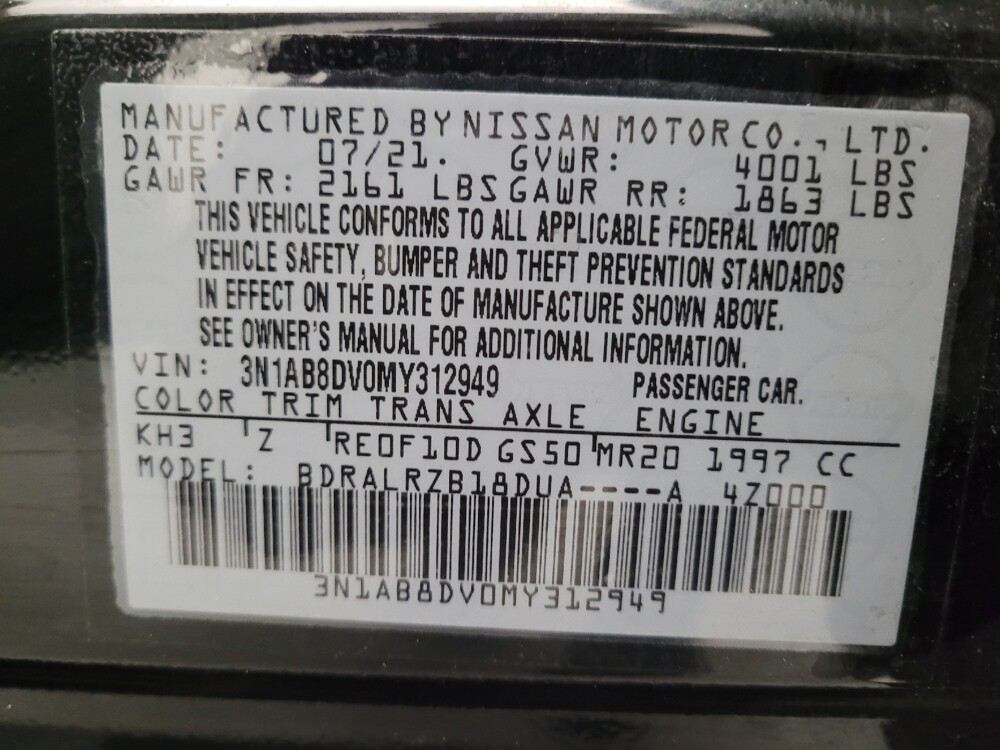 MANUFACTURED BY NISSAN MOTOR CO., LTD.
DATE: 07/21. GVWR: 4001 LBS
GAWR FR: 2161 LBS GAWR RR: 1863 LBS
THIS VEHICLE CONFORMS TO ALL APPLICABLE FEDERAL MOTOR
VEHICLE SAFETY, BUMPER AND THEFT PREVENTION STANDARDS
IN EFFECT ON THE DATE OF MANUFACTURE SHOWN ABOVE.
SEE OWNER'S MANUAL FOR ADDITIONAL INFORMATION.
VIN: 3N1AB8DV0MY312949 PASSENGER CAR.
COLOR TRIM TRANS AXLE ENGINE
KH3 Z RE0F10D GS50 MR20 1997 CC
MODEL: BDRALRZB18DUA----A 4Z000
3N1AB8DV0MY312949